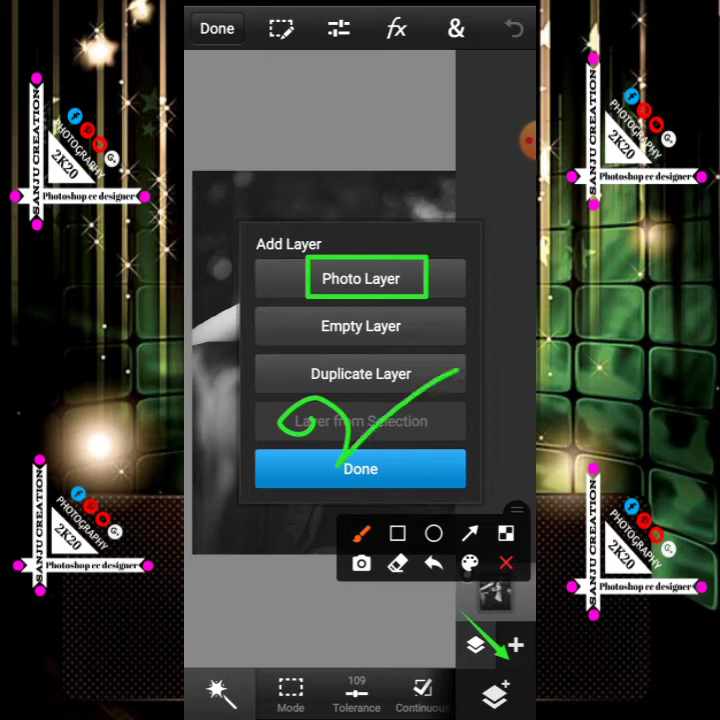 Done
fx
&
Add Layer
Photo Layer
Empty Layer
Duplicate Layer
Layer from Selection
Done
109
Mode
Tolerance
Continuous
SANJU CREATION
PHOTOGRAPHY
2K20
Photoshop cc designer
SANJU CREATION
PHOTOGRAPHY
2K20
Photoshop cc designer
SANJU CREATION
PHOTOGRAPHY
2K20
Photoshop cc designer
SANJU CREATION
PHOTOGRAPHY
2K20
Photoshop cc designer